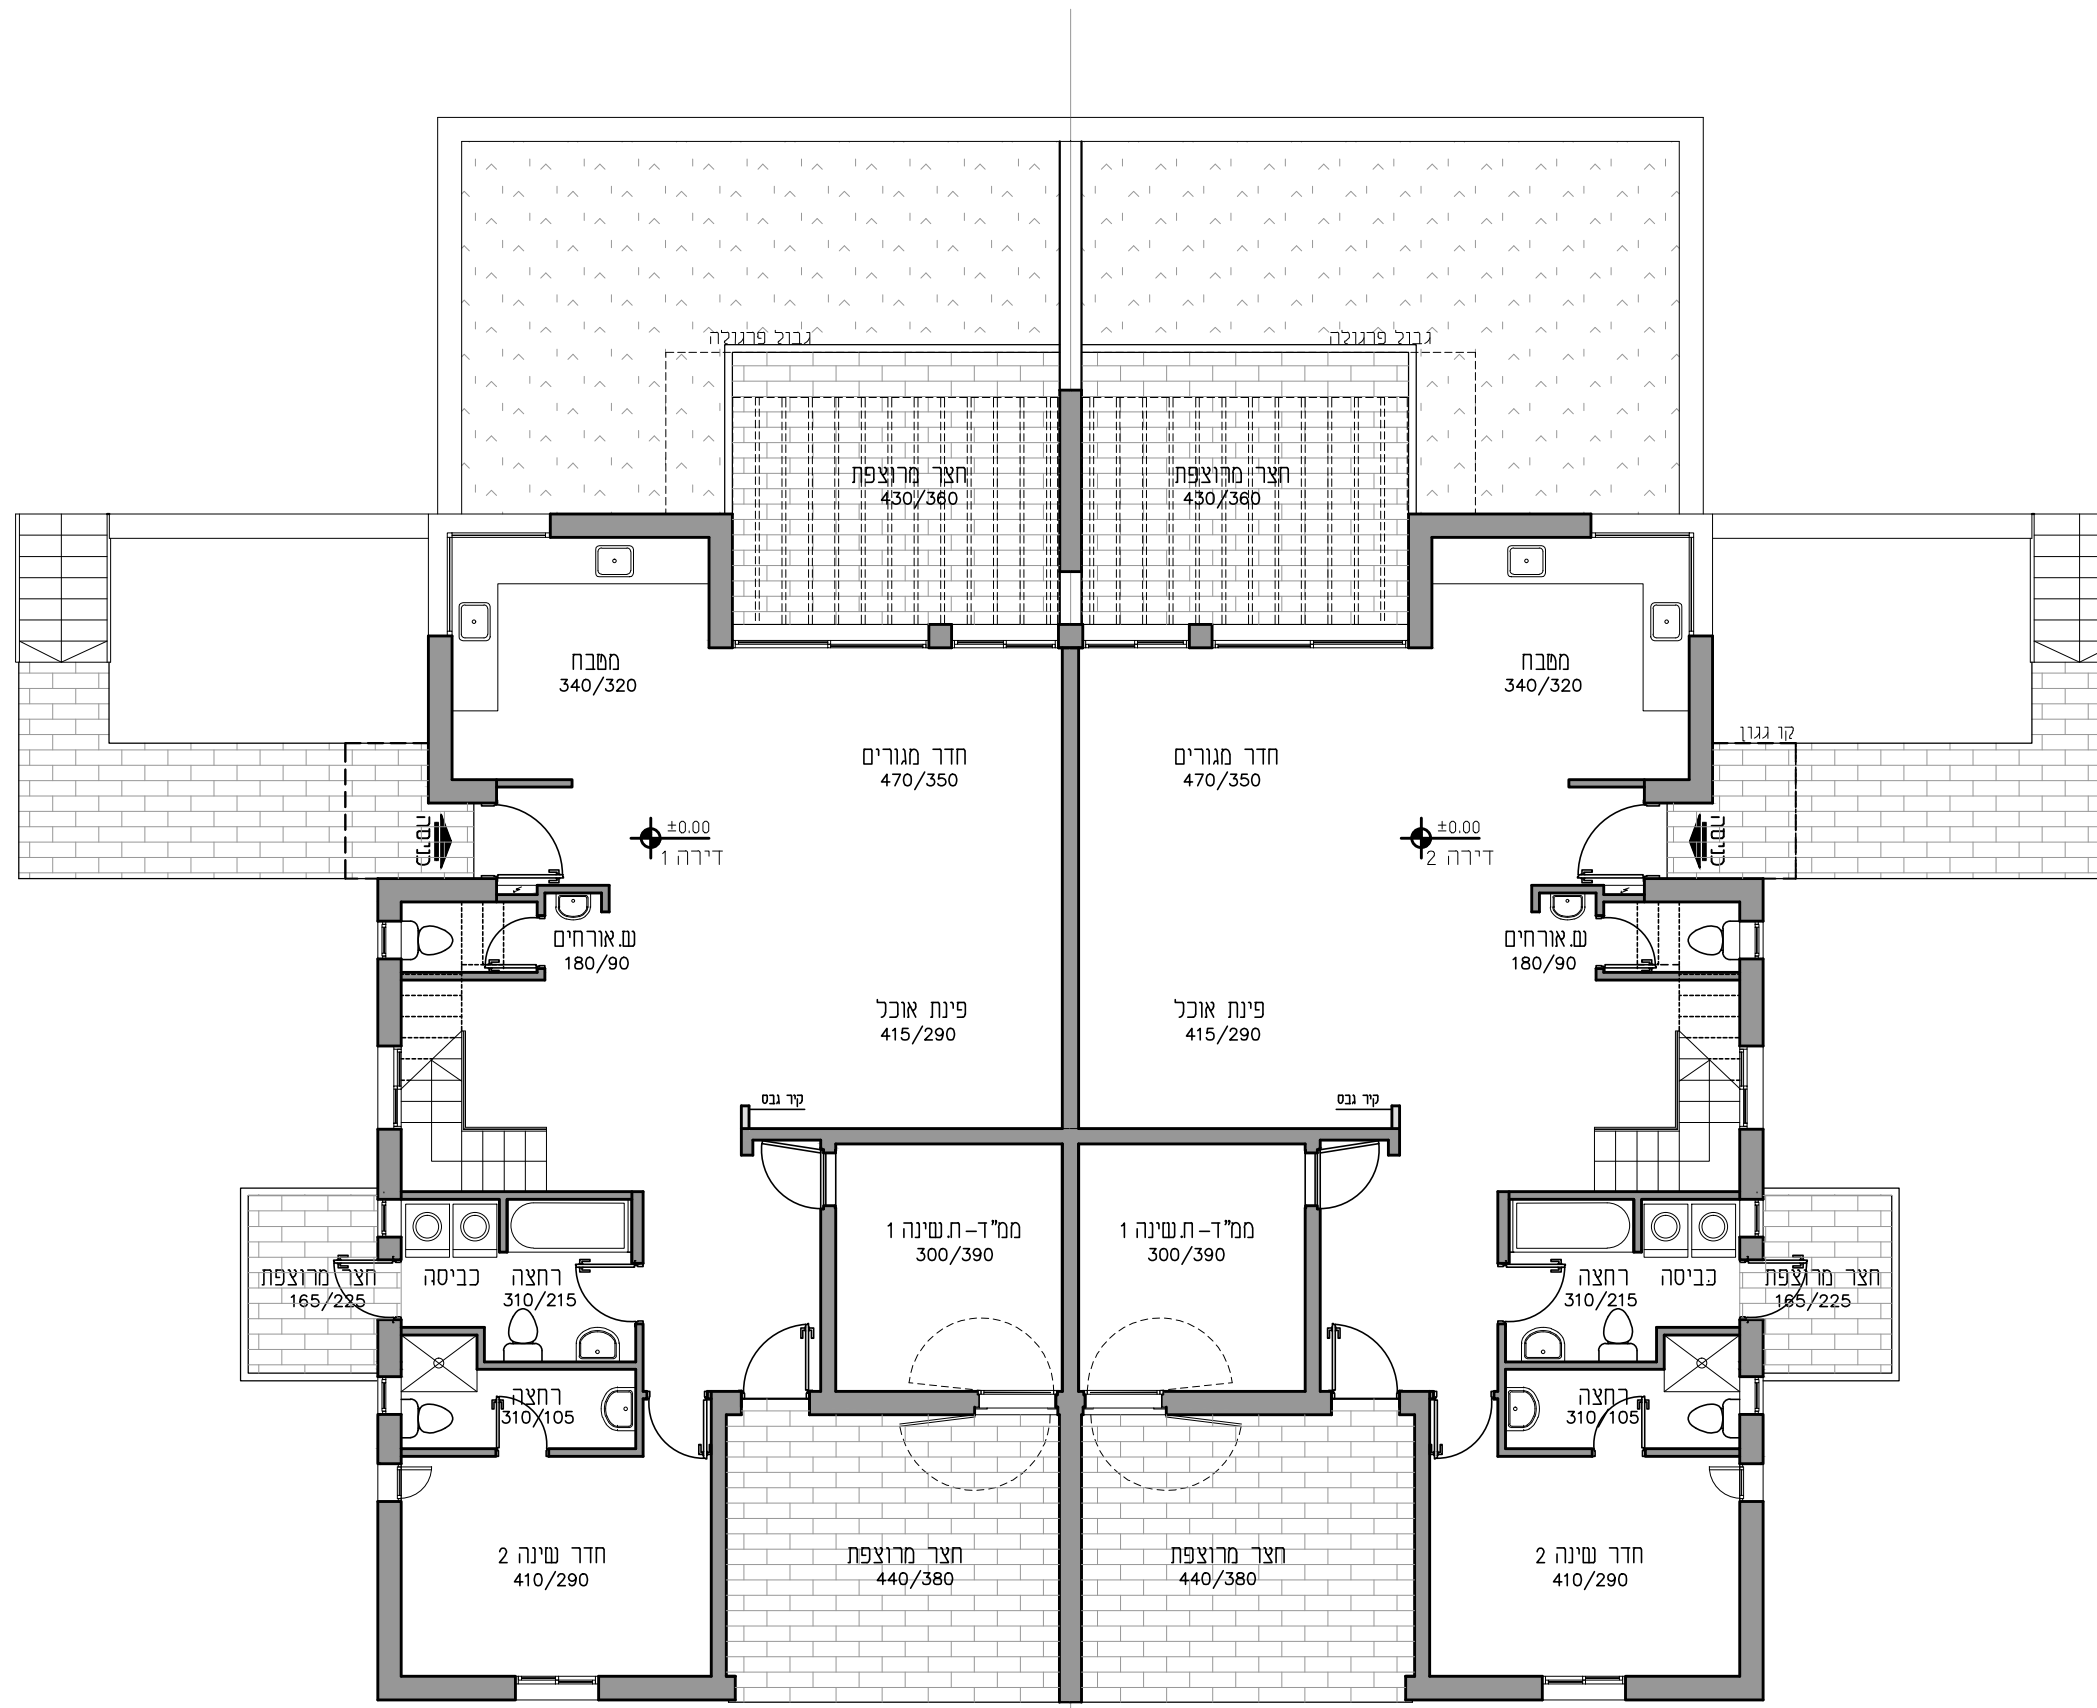 גבול פרגולה
גבול פרגולה
חצר מרוצפת
430/360
חצר מרוצפת
430/360
מטבח
340/320
מטבח
340/320
קו גגון
חדר מגורים
470/350
חדר מגורים
470/350
±0.00
דירה 1
±0.00
דירה 2
כניסה
כניסה
ש.אורחים
180/90
ש.אורחים
180/90
פינת אוכל
415/290
פינת אוכל
415/290
קיר גבס
קיר גבס
ממ"ד-ח.שינה 1
300/390
ממ"ד-ח.שינה 1
300/390
חצר מרוצפת
165/225
כביסה
רחצה
310/215
רחצה
310/215
כביסה
חצר מרוצפת
165/225
רחצה
310/105
רחצה
310/105
חדר שינה 2
410/290
חצר מרוצפת
440/380
חצר מרוצפת
440/380
חדר שינה 2
410/290